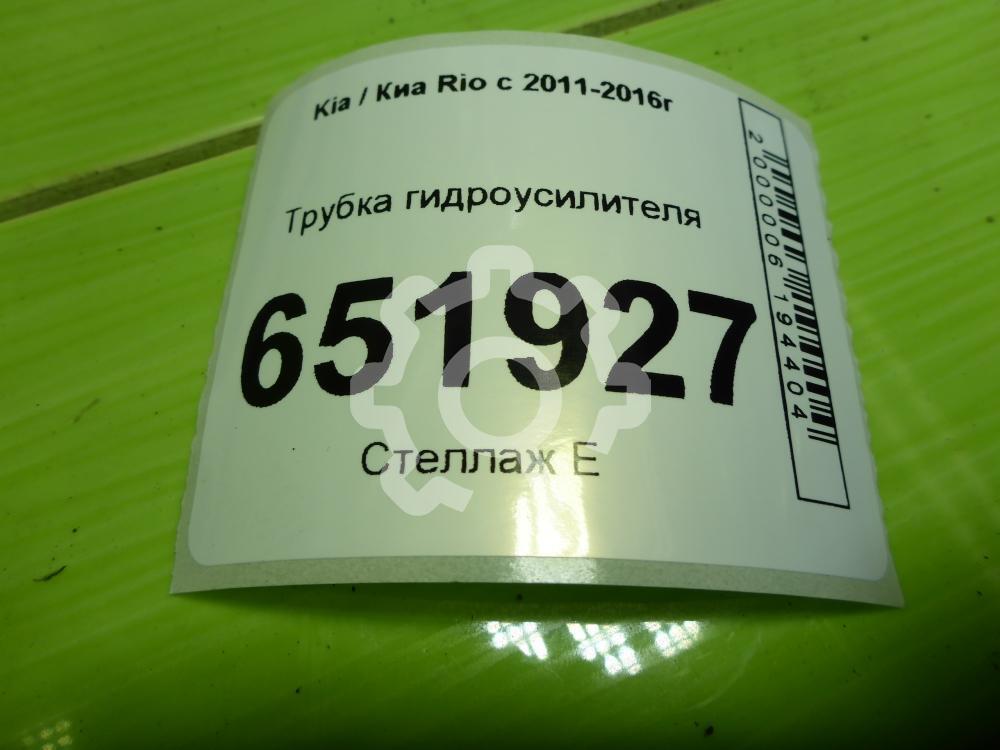 Kia / Киа Rio с 2011-2016г
Трубка гидроусилителя
651927
Стеллаж Е
2000006194404